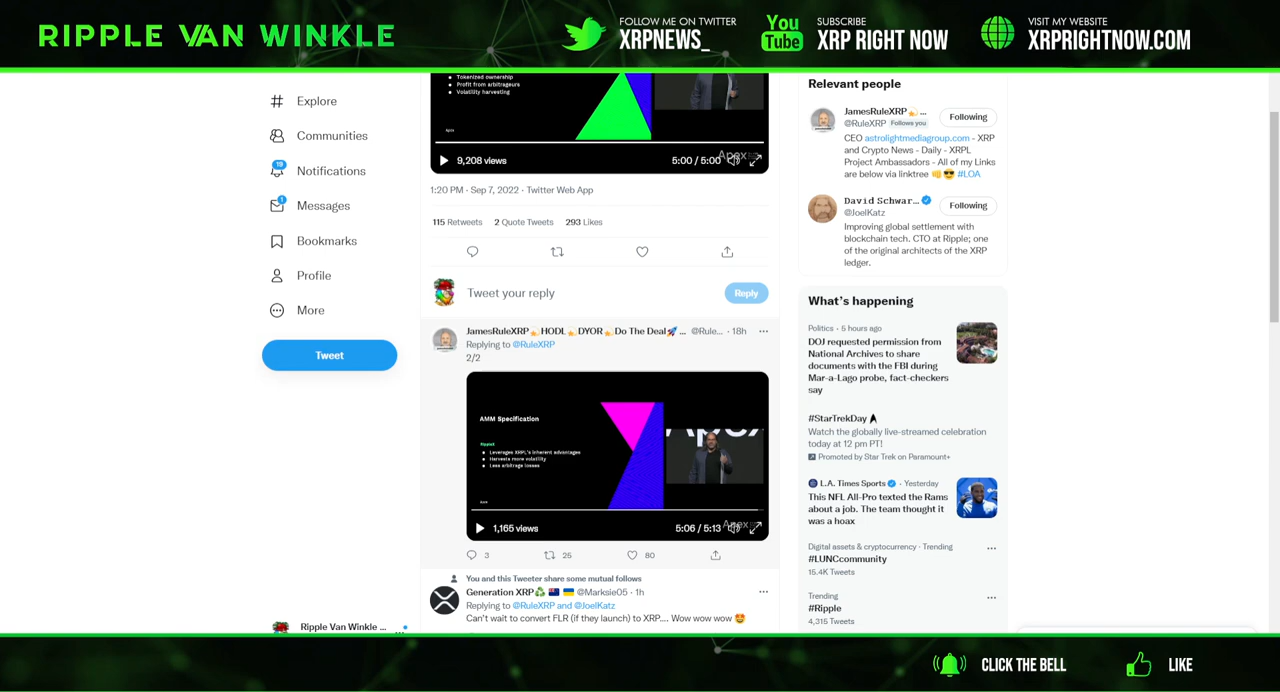 RIPPLE VAN WINKLE
FOLLOW ME ON TWITTER
XRPNEWS_
You
Tube
SUBSCRIBE
XRP RIGHT NOW
VISIT MY WEBSITE
XRPRIGHTNOW.COM
Explore
Communities
19
Notifications
1
Messages
Bookmarks
Profile
More
Tweet
Ripple Van Winkle ...
Tokenized ownership
Profit from arbitrageurs
Volatility harvesting
Apex
9,208 views
5:00 / 5:00
Apex
1:20 PM · Sep 7, 2022 · Twitter Web App
115 Retweets 2 Quote Tweets 293 Likes
Tweet your reply
Reply
JamesRuleXRP HODL DYOR Do The Deal🚀 ... @Rule... · 18h
Replying to @RuleXRP
2/2
AMM Specification
RippleX
Leverages XRPL's inherent advantages
Harvests more volatility
Less arbitrage losses
Apex
Apex
1,165 views
5:06 / 5:13
Apex
3 25 80
You and this Tweeter share some mutual follows
Generation XRP♻ 🇦🇺 🇺🇦 @Marksie05 · 1h
Replying to @RuleXRP and @JoelKatz
Can't wait to convert FLR (if they launch) to XRP.... Wow wow wow 🤩
Relevant people
JamesRuleXRP ...
@RuleXRP Follows you
Following
CEO astrolightmediagroup.com - XRP
and Crypto News - Daily - XRPL
Project Ambassadors - All of my Links
are below via linktree 👊😎 #LOA
David Schwar...
@JoelKatz
Following
Improving global settlement with
blockchain tech. CTO at Ripple; one
of the original architects of the XRP
ledger.
What's happening
Politics · 5 hours ago
DOJ requested permission from
National Archives to share
documents with the FBI during
Mar-a-Lago probe, fact-checkers
say
#StarTrekDay
Watch the globally live-streamed celebration
today at 12 pm PT!
Promoted by Star Trek on Paramount+
L.A. Times Sports · Yesterday
This NFL All-Pro texted the Rams
about a job. The team thought it
was a hoax
Digital assets & cryptocurrency · Trending
#LUNCcommunity
15.4K Tweets
Trending
#Ripple
4,315 Tweets
CLICK THE BELL
LIKE